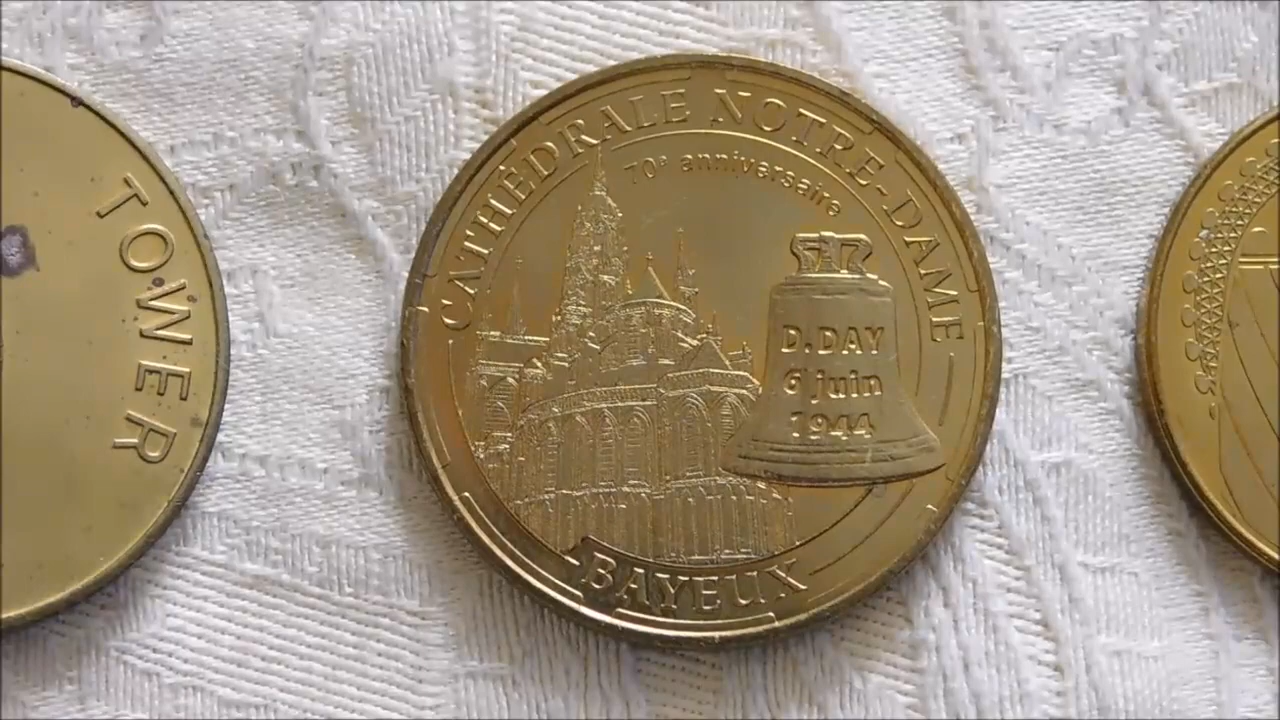 TOWER
CATHÉDRALE NOTRE-DAME
70e anniversaire
D.DAY
6 juin
1944
BAYEUX